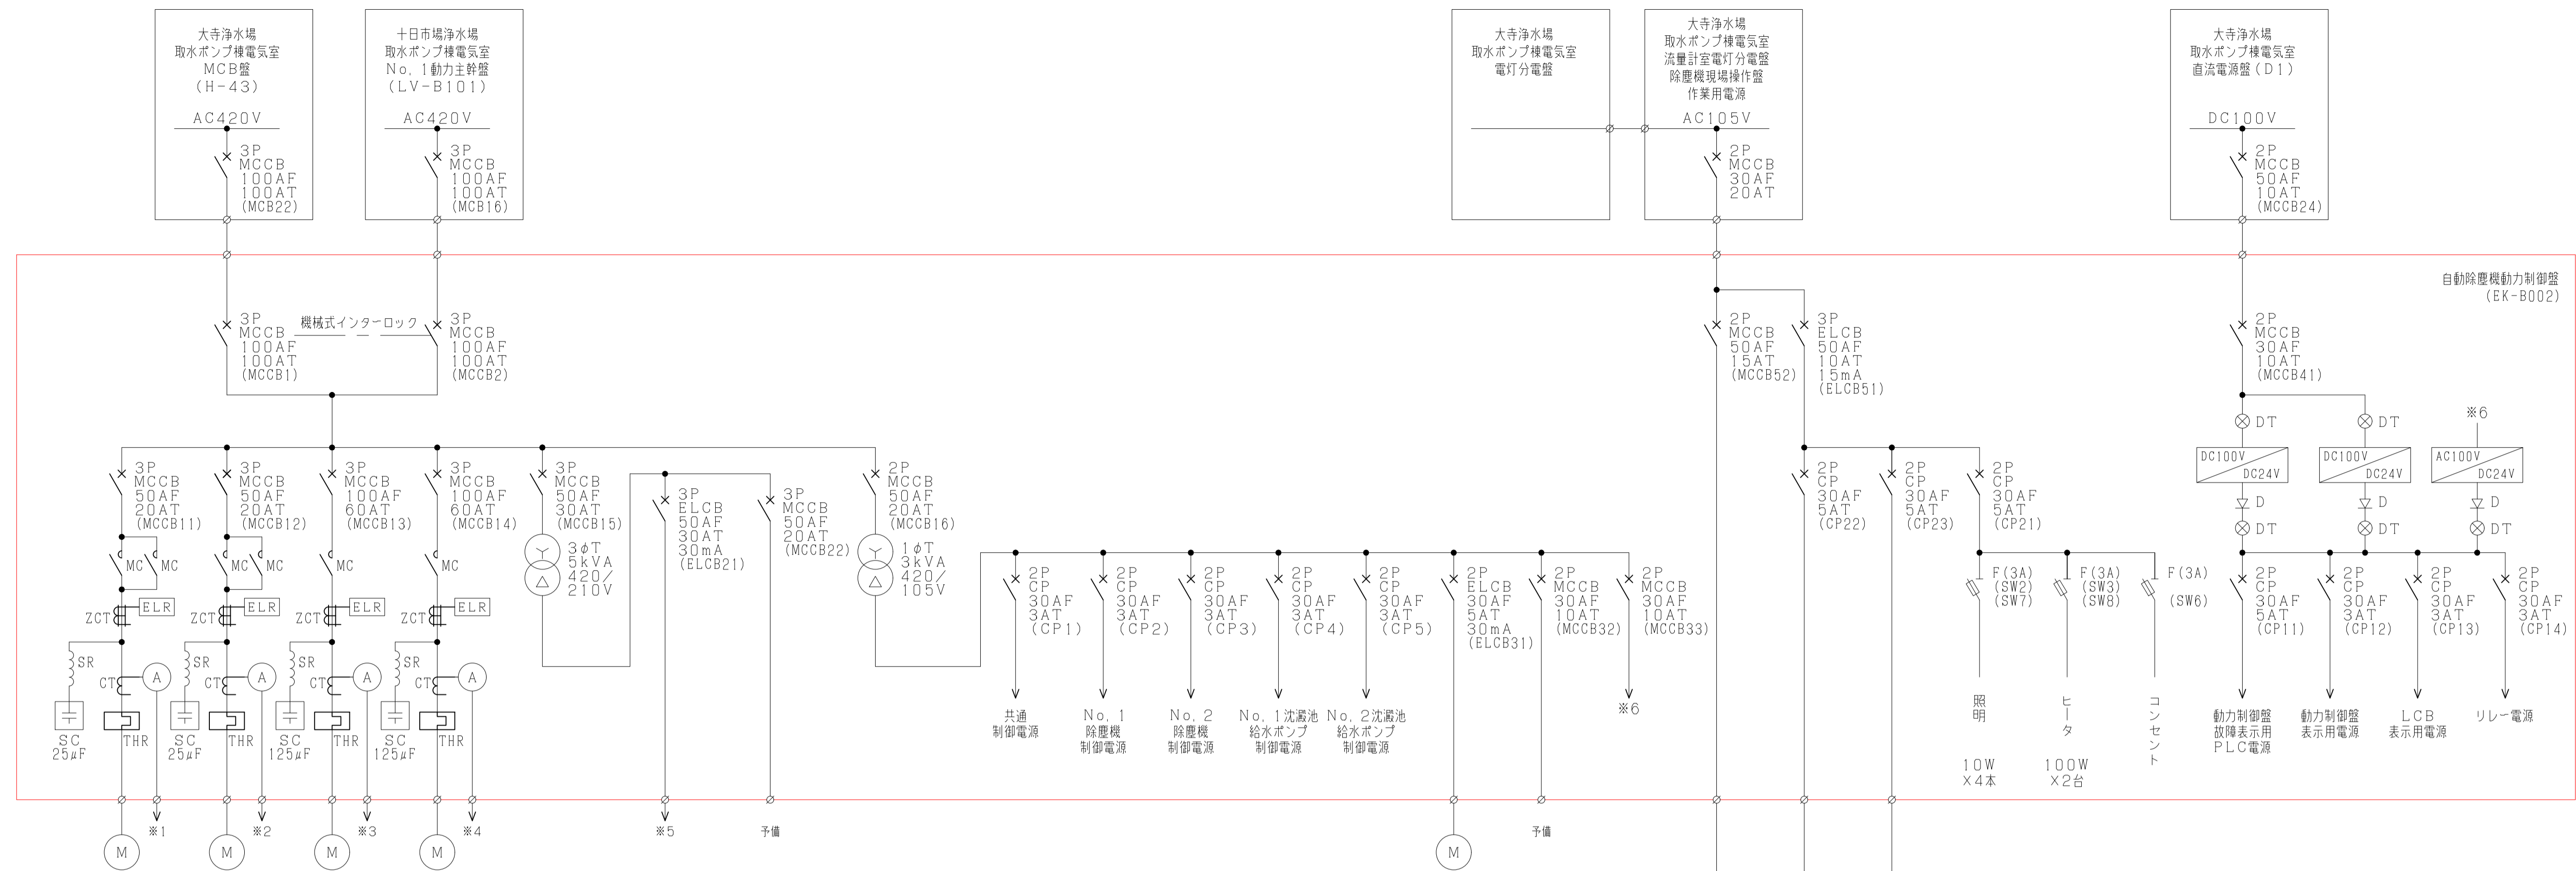 大寺浄水場
取水ポンプ棟電気室
MCB盤
(H-43)
AC420V
3P
MCCB
100AF
100AT
(MCB22)
十日市場浄水場
取水ポンプ棟電気室
No.1動力主幹盤
(LV-B101)
AC420V
3P
MCCB
100AF
100AT
(MCB16)
大寺浄水場
取水ポンプ棟電気室
電灯分電盤
大寺浄水場
取水ポンプ棟電気室
流量計室電灯分電盤
除塵機現場操作盤
作業用電源
AC105V
2P
MCCB
30AF
20AT
大寺浄水場
取水ポンプ棟電気室
直流電源盤(D1)
DC100V
2P
MCCB
50AF
10AT
(MCCB24)
自動除塵機動力制御盤
(EK-B002)
3P
MCCB
100AF
100AT
(MCCB1)
機械式インターロック
3P
MCCB
100AF
100AT
(MCCB2)
2P
MCCB
50AF
15AT
(MCCB52)
3P
ELCB
50AF
10AT
15mA
(ELCB51)
2P
MCCB
30AF
10AT
(MCCB41)
3P
MCCB
50AF
20AT
(MCCB11)
3P
MCCB
50AF
20AT
(MCCB12)
3P
MCCB
100AF
60AT
(MCCB13)
3P
MCCB
100AF
60AT
(MCCB14)
3P
MCCB
50AF
30AT
(MCCB15)
3P
ELCB
50AF
30AT
30mA
(ELCB21)
3P
MCCB
50AF
20AT
(MCCB22)
2P
MCCB
50AF
20AT
(MCCB16)
3φT
5kVA
420/
210V
1φT
3kVA
420/
105V
MC
MC
MC
MC
MC
MC
ZCT
ELR
ZCT
ELR
ZCT
ELR
ZCT
ELR
SR
CT
A
SR
CT
A
SR
CT
A
SR
CT
A
SC
25μF
THR
SC
25μF
THR
SC
125μF
THR
SC
125μF
THR
2P
CP
30AF
3AT
(CP1)
2P
CP
30AF
3AT
(CP2)
2P
CP
30AF
3AT
(CP3)
2P
CP
30AF
3AT
(CP4)
2P
CP
30AF
3AT
(CP5)
2P
ELCB
30AF
5AT
30mA
(ELCB31)
2P
MCCB
30AF
10AT
(MCCB32)
2P
MCCB
30AF
10AT
(MCCB33)
共通
制御電源
No.1
除塵機
制御電源
No.2
除塵機
制御電源
No.1沈澱池
給水ポンプ
制御電源
No.2沈澱池
給水ポンプ
制御電源
※6
2P
CP
30AF
5AT
(CP22)
2P
CP
30AF
5AT
(CP23)
2P
CP
30AF
5AT
(CP21)
F(3A)
(SW2)
(SW7)
F(3A)
(SW3)
(SW8)
F(3A)
(SW6)
照明
ヒータ
コンセント
10W
×4本
100W
×2台
DT
DT
※6
DC100V
DC24V
DC100V
DC24V
AC100V
DC24V
D
D
D
DT
DT
DT
2P
CP
30AF
5AT
(CP11)
2P
CP
30AF
3AT
(CP12)
2P
CP
30AF
3AT
(CP13)
2P
CP
30AF
3AT
(CP14)
動力制御盤
故障表示用
PLC電源
動力制御盤
表示用電源
LCB
表示用電源
リレー電源
※1
※2
※3
※4
※5
予備
予備
M
M
M
M
M